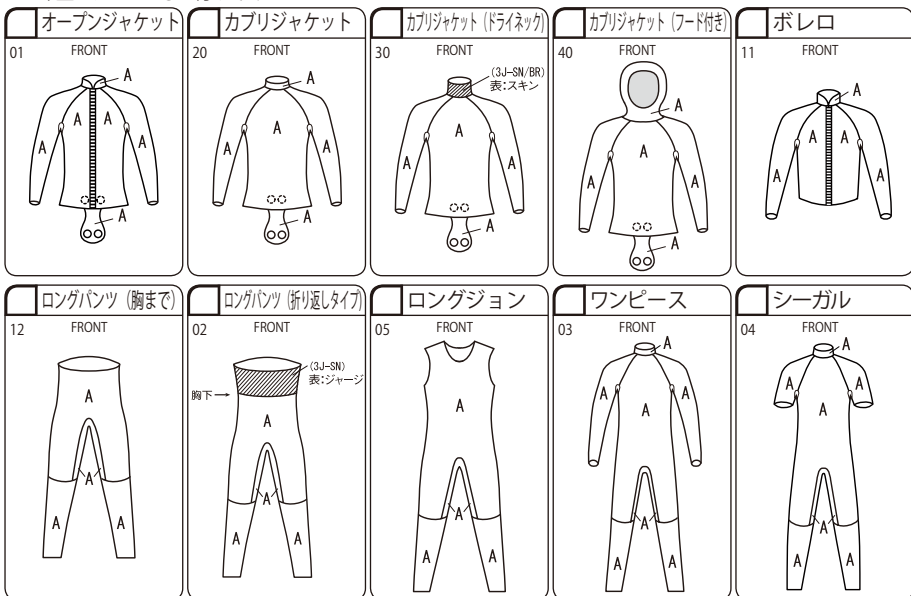 オープンジャケット
01 FRONT
A
A A
A A
A
カブリジャケット
20 FRONT
A
A
A A
A
カブリジャケット（ドライネック）
30 FRONT
(3J-SN/BR)
表:スキン
A
A A
A
カブリジャケット（フード付き）
40 FRONT
A
A
A A
A
ボレロ
11 FRONT
A
A A
A A
ロングパンツ（胸まで）
12 FRONT
A
A
A A
ロングパンツ（折り返しタイプ）
02 FRONT
(3J-SN)
表:ジャージ
胸下→
A
A
A A
ロングジョン
05 FRONT
A
A
A A
ワンピース
03 FRONT
A
A A
A
A
A A
シーガル
04 FRONT
A
A A
A
A
A A